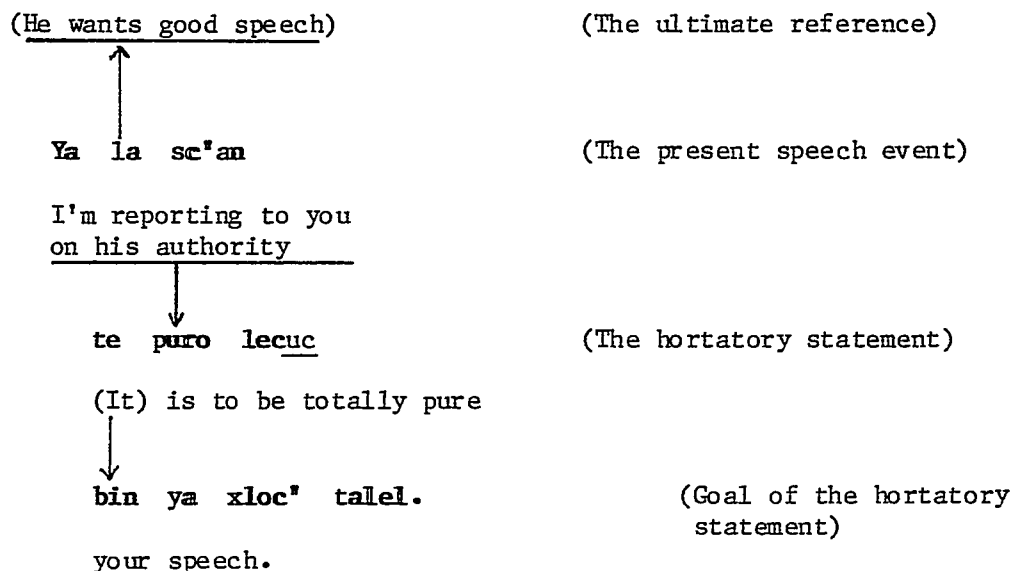 (He wants good speech) (The ultimate reference)
Ya la sc"an (The present speech event)
I'm reporting to you
on his authority
te puro lecuc (The hortatory statement)
(It) is to be totally pure
bin ya xloc" talel. (Goal of the hortatory
statement)
your speech.